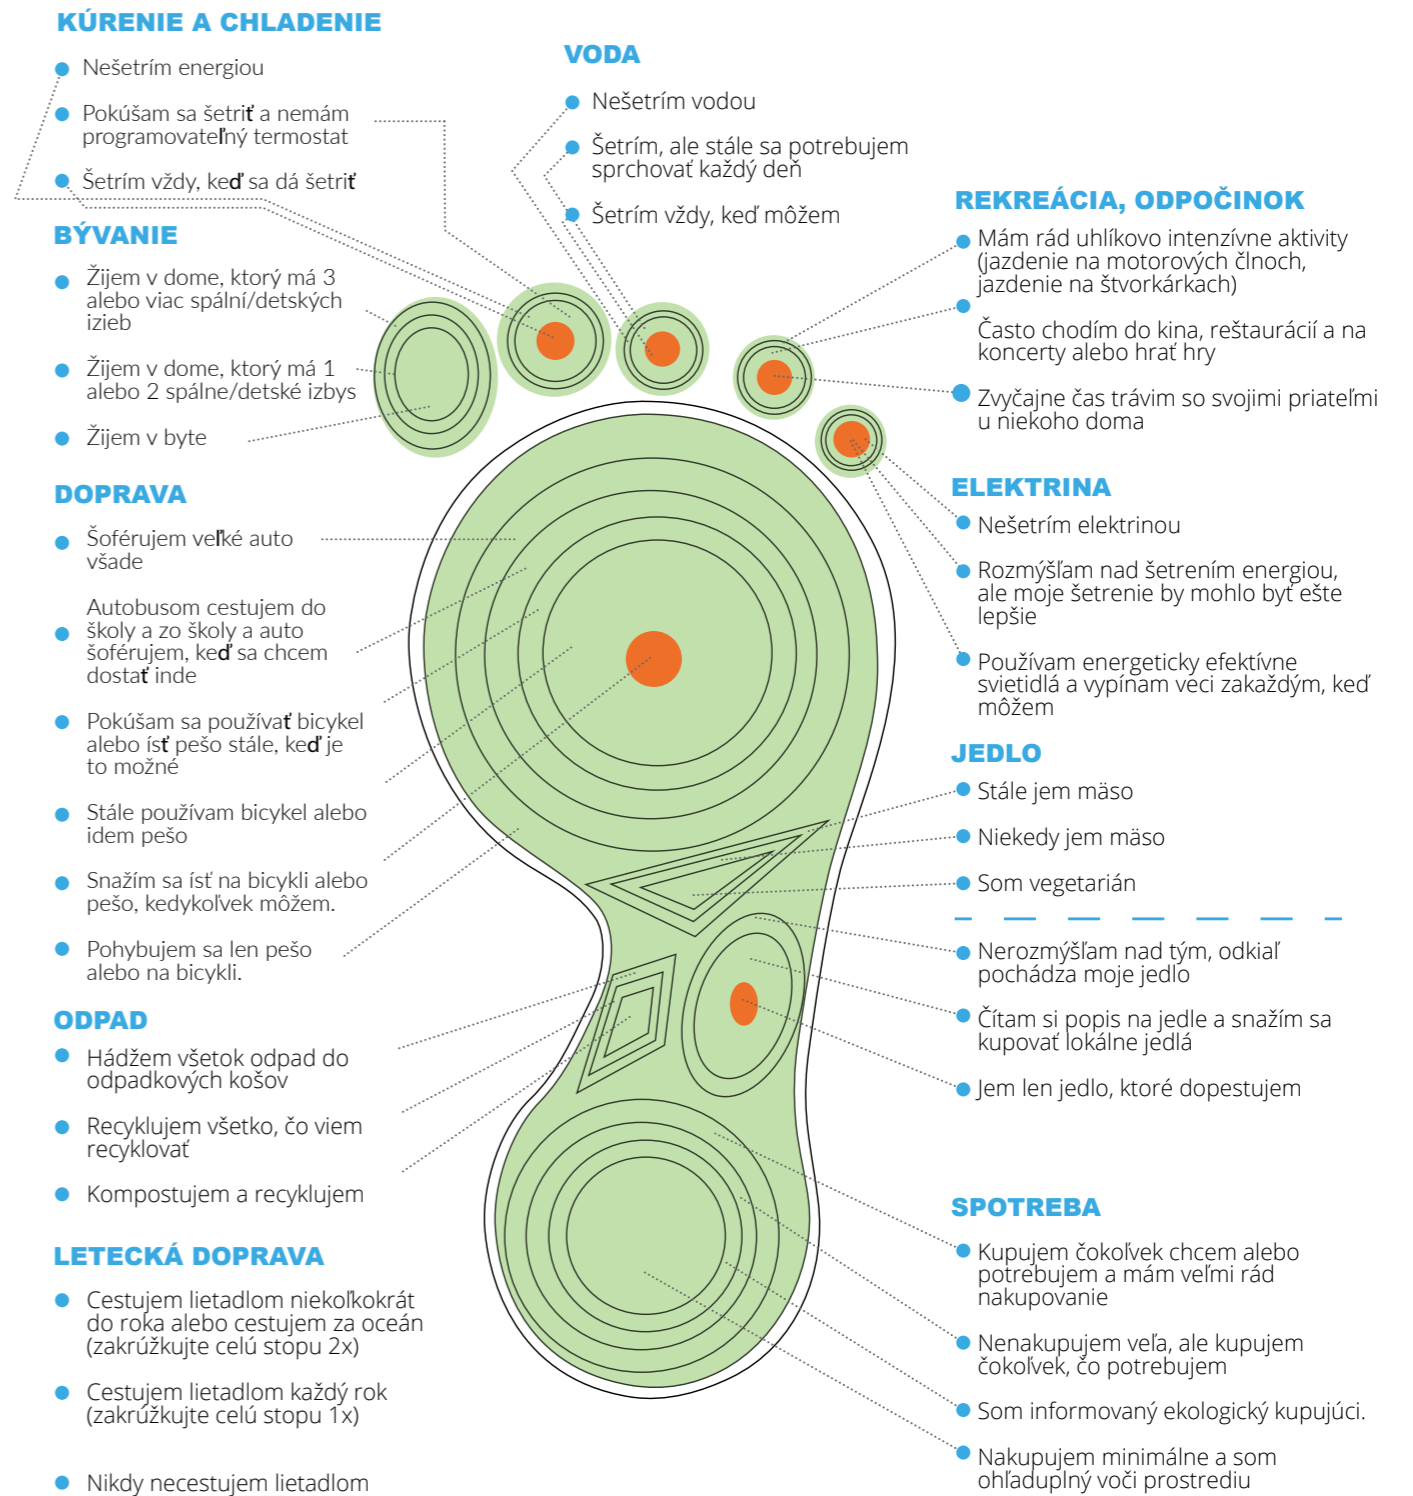 KÚRENIE A CHLADENIE
Nešetrím energiou
Pokúšam sa šetriť a nemám
programovateľný termostat
Šetrím vždy, keď sa dá šetriť
BÝVANIE
Žijem v dome, ktorý má 3
alebo viac spální/detských
izieb
Žijem v dome, ktorý má 1
alebo 2 spálne/detské izbys
Žijem v byte
DOPRAVA
Šoférujem veľké auto
všade
Autobusom cestujem do
školy a zo školy a auto
šoférujem, keď sa chcem
dostať inde
Pokúšam sa používať bicykel
alebo ísť pešo stále, keď je
to možné
Stále používam bicykel alebo
idem pešo
Snažím sa ísť na bicykli alebo
pešo, kedykoľvek môžem.
Pohybujem sa len pešo
alebo na bicykli.
ODPAD
Hádžem všetok odpad do
odpadkových košov
Recyklujem všetko, čo viem
recyklovať
Kompostujem a recyklujem
LETECKÁ DOPRAVA
Cestujem lietadlom niekoľkokrát
do roka alebo cestujem za oceán
(zakrúžkujte celú stopu 2x)
Cestujem lietadlom každý rok
(zakrúžkujte celú stopu 1x)
Nikdy necestujem lietadlom
VODA
Nešetrím vodou
Šetrím, ale stále sa potrebujem
sprchovať každý deň
Šetrím vždy, keď môžem
REKREÁCIA, ODPOČINOK
Mám rád uhlíkovo intenzívne aktivity
(jazdenie na motorových člnoch,
jazdenie na štvorkárkach)
Často chodím do kina, reštaurácií a na
koncerty alebo hrať hry
Zvyčajne čas trávim so svojimi priateľmi
u niekoho doma
ELEKTRINA
Nešetrím elektrinou
Rozmýšľam nad šetrením energiou,
ale moje šetrenie by mohlo byť ešte
lepšie
Používam energeticky efektívne
svietidlá a vypínam veci zakaždým, keď
môžem
JEDLO
Stále jem mäso
Niekedy jem mäso
Som vegetarián
Nerozmýšľam nad tým, odkiaľ
pochádza moje jedlo
Čítam si popis na jedle a snažím sa
kupovať lokálne jedlá
Jem len jedlo, ktoré dopestujem
SPOTREBA
Kupujem čokoľvek chcem alebo
potrebujem a mám veľmi rád
nakupovanie
Nenakupujem veľa, ale kupujem
čokoľvek, čo potrebujem
Som informovaný ekologický kupujúci.
Nakupujem minimálne a som
ohľaduplný voči prostrediu